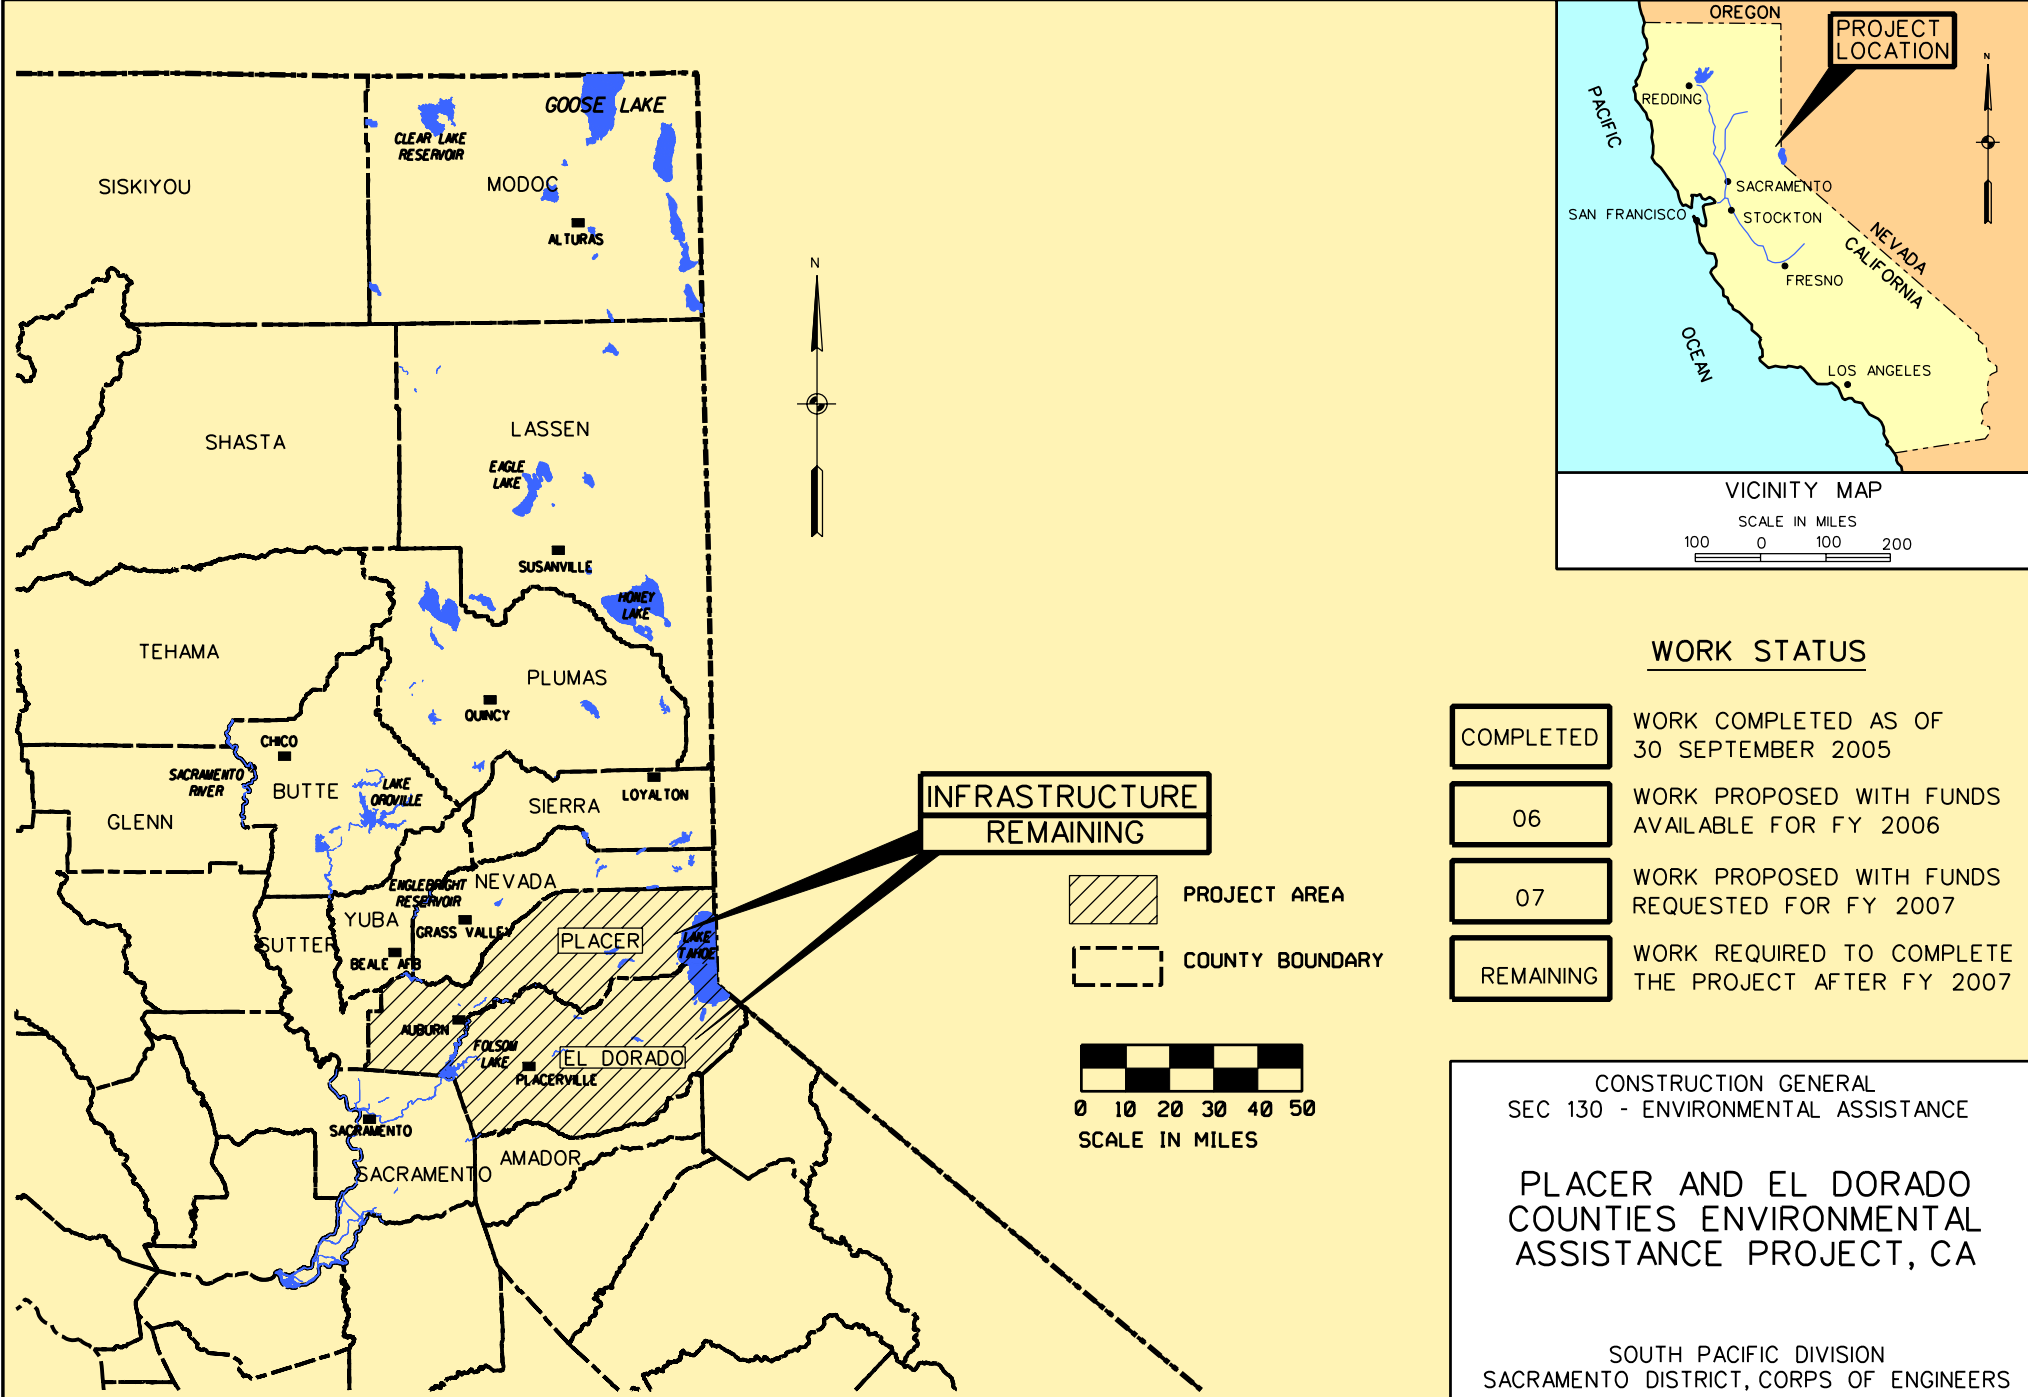 GOOSE LAKE
CLEAR LAKE
RESERVOIR
SISKIYOU
MODOC
ALTURAS
N
SHASTA
LASSEN
EAGLE
LAKE
SUSANVILLE
HONEY
LAKE
TEHAMA
PLUMAS
QUINCY
CHICO
SACRAMENTO
RIVER
BUTTE
LAKE
OROVILLE
GLENN
SIERRA
LOYALTON
ENGLEBRIGHT
RESERVOIR
NEVADA
YUBA
GRASS VALLEY
SUTTER
BEALE AFB
PLACER
LAKE
TAHOE
AUBURN
FOLSOM
LAKE
EL DORADO
PLACERVILLE
SACRAMENTO
SACRAMENTO
AMADOR
INFRASTRUCTURE
REMAINING
PROJECT AREA
COUNTY BOUNDARY
0 10 20 30 40 50
SCALE IN MILES
OREGON
PROJECT
LOCATION
N
PACIFIC
REDDING
SACRAMENTO
SAN FRANCISCO
STOCKTON
NEVADA
CALIFORNIA
FRESNO
OCEAN
LOS ANGELES
VICINITY MAP
SCALE IN MILES
100 0 100 200
WORK STATUS
COMPLETED
WORK COMPLETED AS OF
30 SEPTEMBER 2005
06
WORK PROPOSED WITH FUNDS
AVAILABLE FOR FY 2006
07
WORK PROPOSED WITH FUNDS
REQUESTED FOR FY 2007
REMAINING
WORK REQUIRED TO COMPLETE
THE PROJECT AFTER FY 2007
CONSTRUCTION GENERAL
SEC 130 - ENVIRONMENTAL ASSISTANCE
PLACER AND EL DORADO
COUNTIES ENVIRONMENTAL
ASSISTANCE PROJECT, CA
SOUTH PACIFIC DIVISION
SACRAMENTO DISTRICT, CORPS OF ENGINEERS